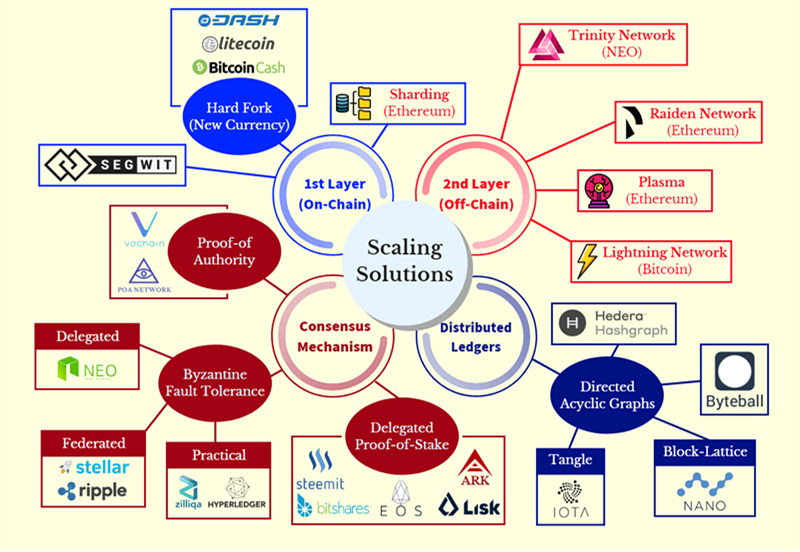 DASH
litecoin
BitcoinCash
Hard Fork
(New Currency)
SEGWIT
Sharding
(Ethereum)
1st Layer
(On-Chain)
Trinity Network
(NEO)
Raiden Network
(Ethereum)
Plasma
(Ethereum)
Lightning Network
(Bitcoin)
2nd Layer
(Off-Chain)
Scaling
Solutions
vechain
POA NETWORK
Proof-of
Authority
Consensus
Mechanism
Delegated
NEO
Byzantine
Fault Tolerance
Federated
stellar
ripple
Practical
zilliqa
HYPERLEDGER
Delegated
Proof-of-Stake
steemit
bitshares
EOS
ARK
LISK
Distributed
Ledgers
Hedera
Hashgraph
Directed
Acyclic Graphs
Byteball
Tangle
IOTA
Block-Lattice
NANO